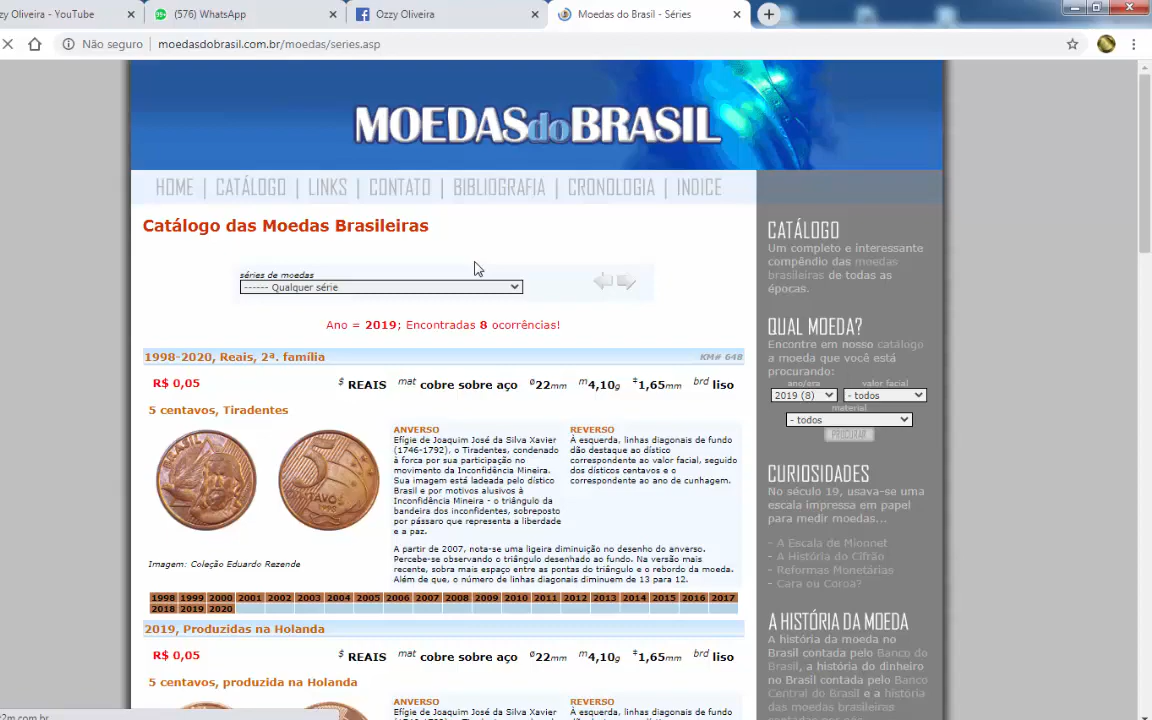 zy Oliveira - YouTube
(576) WhatsApp
Ozzy Oliveira
Moedas do Brasil - Séries
Não seguro
moedasdobrasil.com.br/moedas/series.asp
MOEDASdoBRASIL
HOME | CATÁLOGO | LINKS | CONTATO | BIBLIOGRAFIA | CRONOLOGIA | INDICE
Catálogo das Moedas Brasileiras
séries de moedas
------ Qualquer série
Ano = 2019; Encontradas 8 ocorrências!
1998-2020, Reais, 2ª. família
KM# 648
R$ 0,05
$ REAIS mat cobre sobre aço ø22mm m4,10g ‡1,65mm brd liso
5 centavos, Tiradentes
ANVERSO
Efígie de Joaquim José da Silva Xavier
(1746-1792), o Tiradentes, condenado
à forca por sua participação no
movimento da Inconfidência Mineira.
Sua imagem está ladeada pelo dístico
Brasil e por motivos alusivos à
Inconfidência Mineira - o triângulo da
bandeira dos inconfidentes, sobreposto
por pássaro que representa a liberdade
e a paz.
REVERSO
À esquerda, linhas diagonais de fundo
dão destaque ao dístico
correspondente ao valor facial, seguido
dos dísticos centavos e o
correspondente ao ano de cunhagem.
A partir de 2007, nota-se uma ligeira diminuição no desenho do anverso.
Percebe-se observando o triângulo desenhado ao fundo. Na versão mais
recente, sobra mais espaço entre as pontas do triângulo e o rebordo da moeda.
Além de que, o número de linhas diagonais diminuem de 13 para 12.
BRASIL
5
CENTAVOS
1998
Imagem: Coleção Eduardo Rezende
1998 1999 2000 2001 2002 2003 2004 2005 2006 2007 2008 2009 2010 2011 2012 2013 2014 2015 2016 2017
2018 2019 2020
2019, Produzidas na Holanda
R$ 0,05
$ REAIS mat cobre sobre aço ø22mm m4,10g ‡1,65mm brd liso
5 centavos, produzida na Holanda
ANVERSO
Efígie de Joaquim José da Silva Xavier
REVERSO
À esquerda, linhas diagonais de fundo
CATÁLOGO
Um completo e interessante
compêndio das moedas
brasileiras de todas as
épocas.
QUAL MOEDA?
Encontre em nosso catálogo
a moeda que você está
procurando:
ano/era valor facial
2019 (8) - todos
material
- todos
PROCURAR
CURIOSIDADES
No século 19, usava-se uma
escala impressa em papel
para medir moedas...
- A Escala de Mionnet
- A História do Cifrão
- Reformas Monetárias
- Cara ou Coroa?
A HISTÓRIA DA MOEDA
A história da moeda no
Brasil contada pelo Banco do
Brasil, a história do dinheiro
no Brasil contada pelo Banco
Central do Brasil e a história
das moedas brasileiras